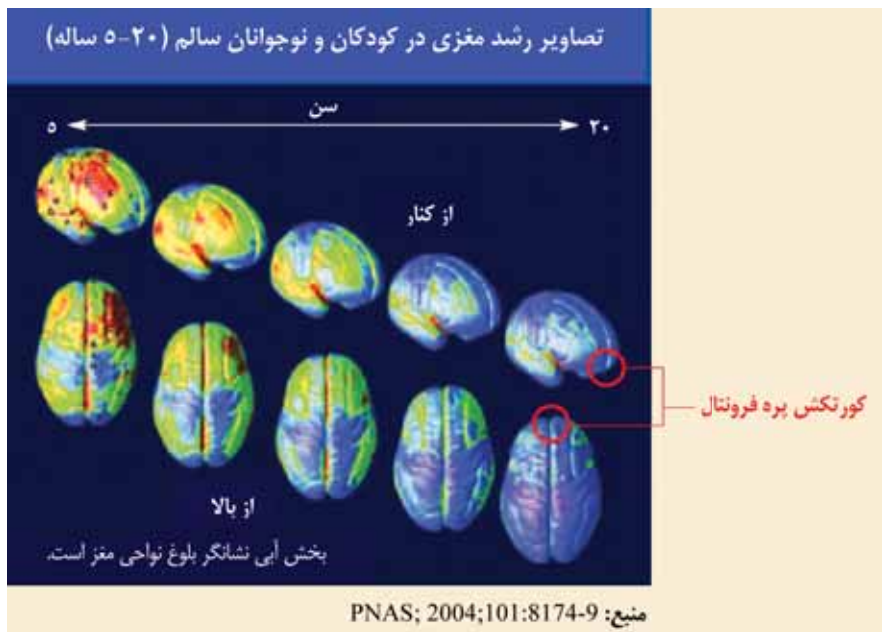 تصاویر رشد مغزی در کودکان و نوجوانان سالم (۲۰-۵ ساله)
سن
۵
۲۰
از کنار
کورتکش پره فرونتال
از بالا
بخش آبی نشانگر بلوغ نواحی مغز است.
منبع: PNAS; 2004;101:8174-9